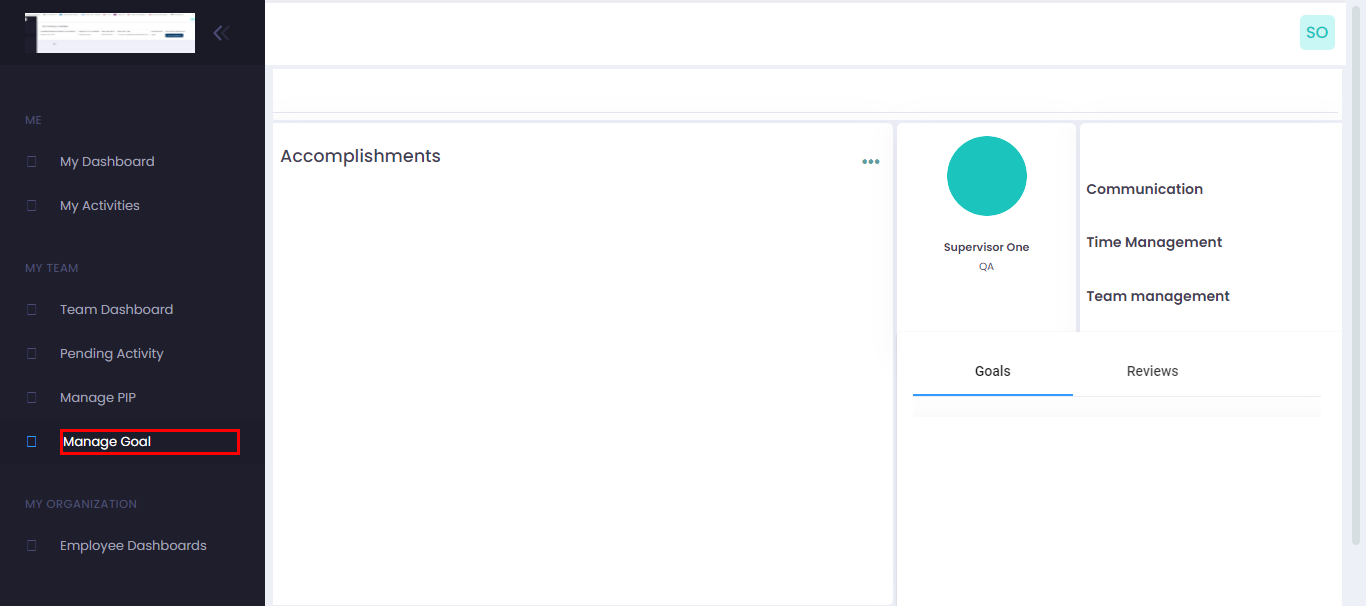 SO
ME
My Dashboard
My Activities
MY TEAM
Team Dashboard
Pending Activity
Manage PIP
Manage Goal
MY ORGANIZATION
Employee Dashboards
Accomplishments
Supervisor One
QA
Communication
Time Management
Team management
Goals
Reviews